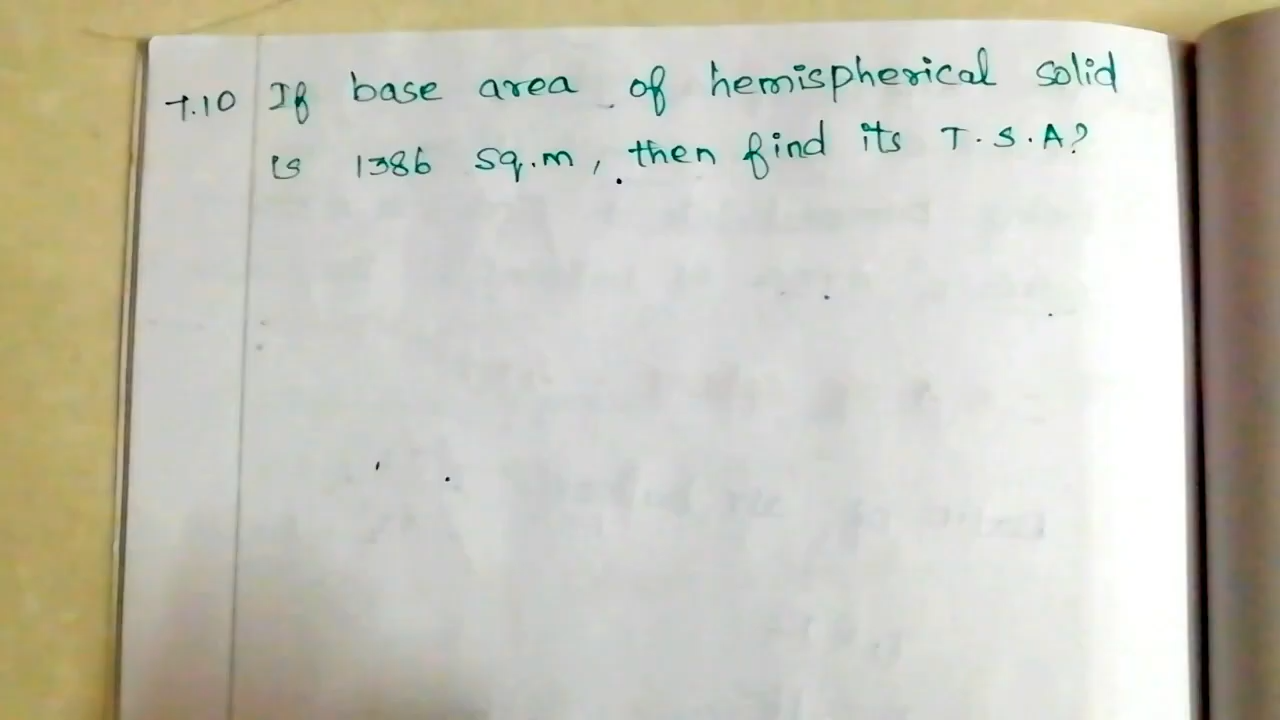 7.10 If base area of hemispherical solid
is 1386 sq.m, then find its T.S.A?